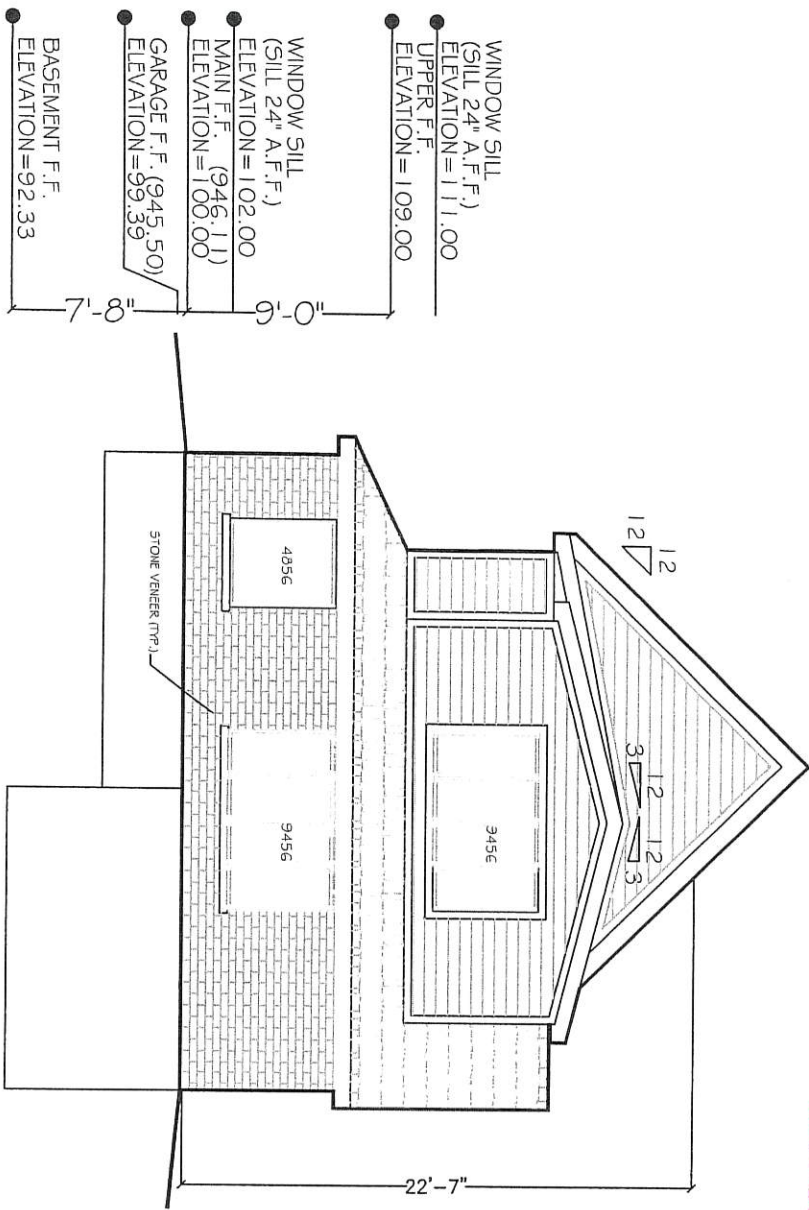 WINDOW SILL
(SILL 24" A.F.F.)
ELEVATION=111.00
UPPER F.F.
ELEVATION=109.00
WINDOW SILL
(SILL 24" A.F.F.)
ELEVATION=102.00
MAIN F.F. (946.11)
ELEVATION=100.00
GARAGE F.F. (945.50)
ELEVATION=99.39
BASEMENT F.F.
ELEVATION=92.33
9'-0"
7'-8"
12
12
12
12
3
3
9456
4856
9456
STONE VENEER (TYP.)
22'-7"